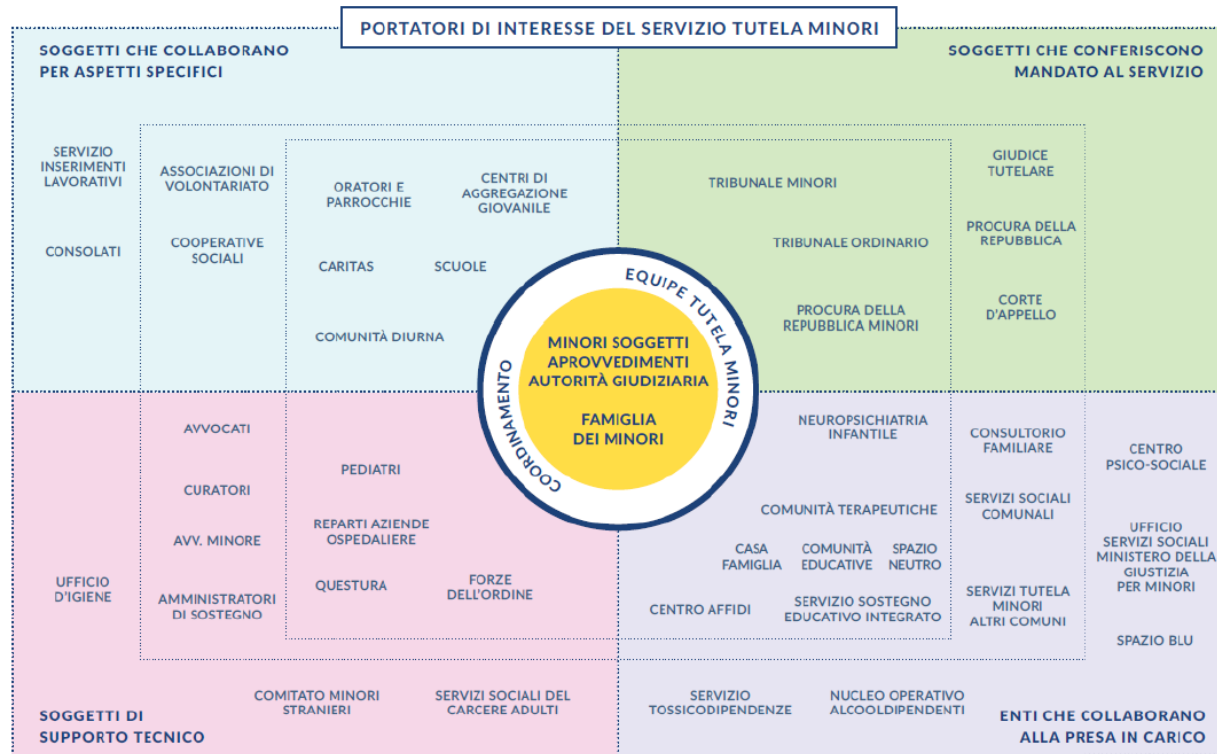 PORTATORI DI INTERESSE DEL SERVIZIO TUTELA MINORI
SOGGETTI CHE COLLABORANO
PER ASPETTI SPECIFICI
SERVIZIO
INSERIMENTI
LAVORATIVI
CONSOLATI
ASSOCIAZIONI DI
VOLONTARIATO
COOPERATIVE
SOCIALI
ORATORI E
PARROCCHIE
CENTRI DI
AGGREGAZIONE
GIOVANILE
CARITAS
SCUOLE
COMUNITÀ DIURNA
SOGGETTI CHE CONFERISCONO
MANDATO AL SERVIZIO
TRIBUNALE MINORI
TRIBUNALE ORDINARIO
PROCURA DELLA
REPUBBLICA MINORI
GIUDICE
TUTELARE
PROCURA DELLA
REPUBBLICA
CORTE
D'APPELLO
EQUIPE TUTELA MINORI
COORDINAMENTO
MINORI SOGGETTI
APROVVEDIMENTI
AUTORITÀ GIUDIZIARIA
FAMIGLIA
DEI MINORI
AVVOCATI
CURATORI
AVV. MINORE
AMMINISTRATORI
DI SOSTEGNO
UFFICIO
D'IGIENE
PEDIATRI
REPARTI AZIENDE
OSPEDALIERE
QUESTURA
FORZE
DELL'ORDINE
COMITATO MINORI
STRANIERI
SERVIZI SOCIALI DEL
CARCERE ADULTI
SOGGETTI DI
SUPPORTO TECNICO
NEUROPSICHIATRIA
INFANTILE
COMUNITÀ TERAPEUTICHE
CASA
FAMIGLIA
COMUNITÀ
EDUCATIVE
SPAZIO
NEUTRO
CENTRO AFFIDI
SERVIZIO SOSTEGNO
EDUCATIVO INTEGRATO
CONSULTORIO
FAMILIARE
SERVIZI SOCIALI
COMUNALI
SERVIZI TUTELA
MINORI
ALTRI COMUNI
CENTRO
PSICO-SOCIALE
UFFICIO
SERVIZI SOCIALI
MINISTERO DELLA
GIUSTIZIA
PER MINORI
SPAZIO BLU
SERVIZIO
TOSSICODIPENDENZE
NUCLEO OPERATIVO
ALCOOLDIPENDENTI
ENTI CHE COLLABORANO
ALLA PRESA IN CARICO